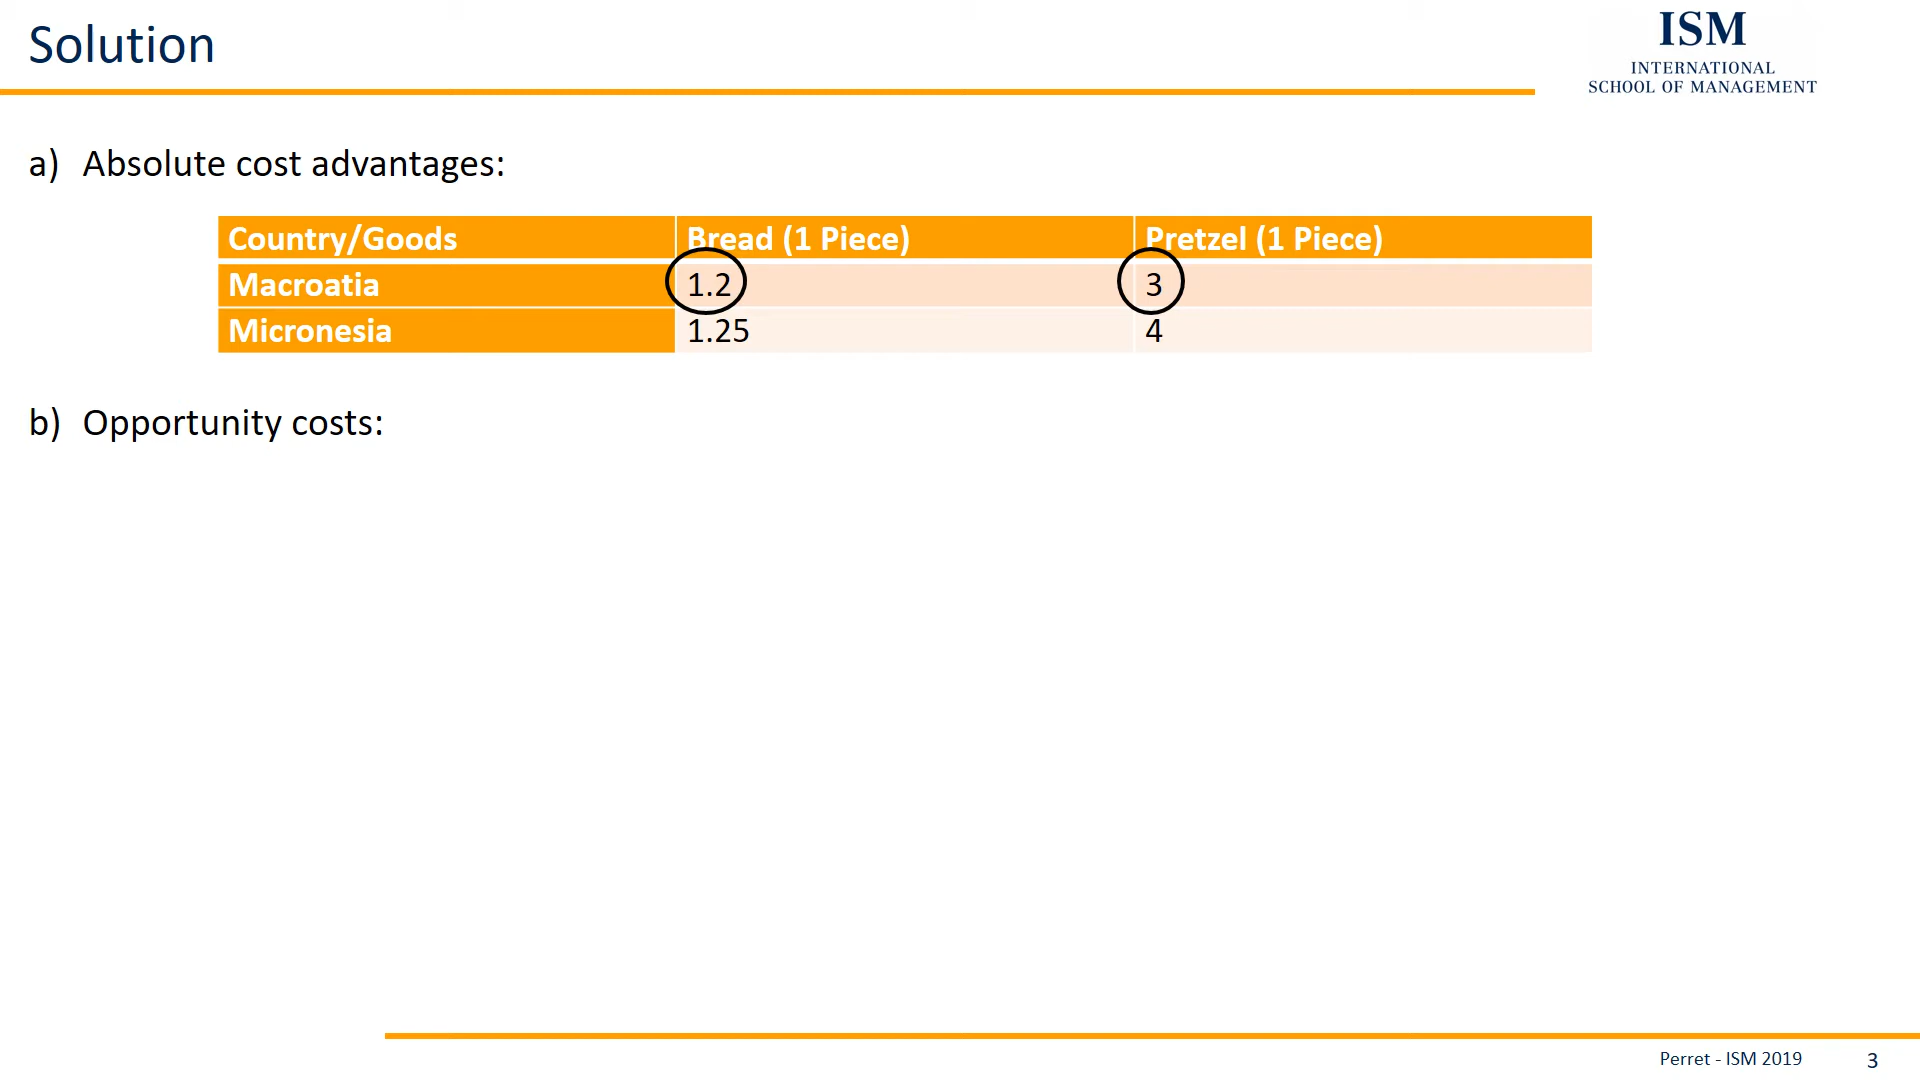 Solution
ISM
INTERNATIONAL
SCHOOL OF MANAGEMENT
a) Absolute cost advantages:
Country/Goods Bread (1 Piece) Pretzel (1 Piece)
Macroatia 1.2 3
Micronesia 1.25 4
b) Opportunity costs:
Perret - ISM 2019 3